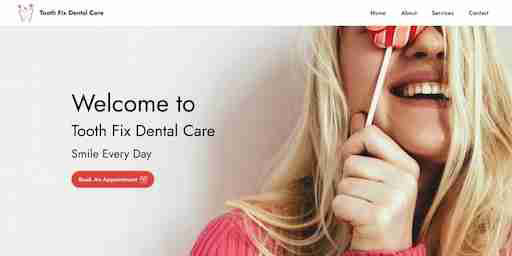 Tooth Fix Dental Care
Home About Services Contact
Welcome to
Tooth Fix Dental Care
Smile Every Day
Book An Appointment